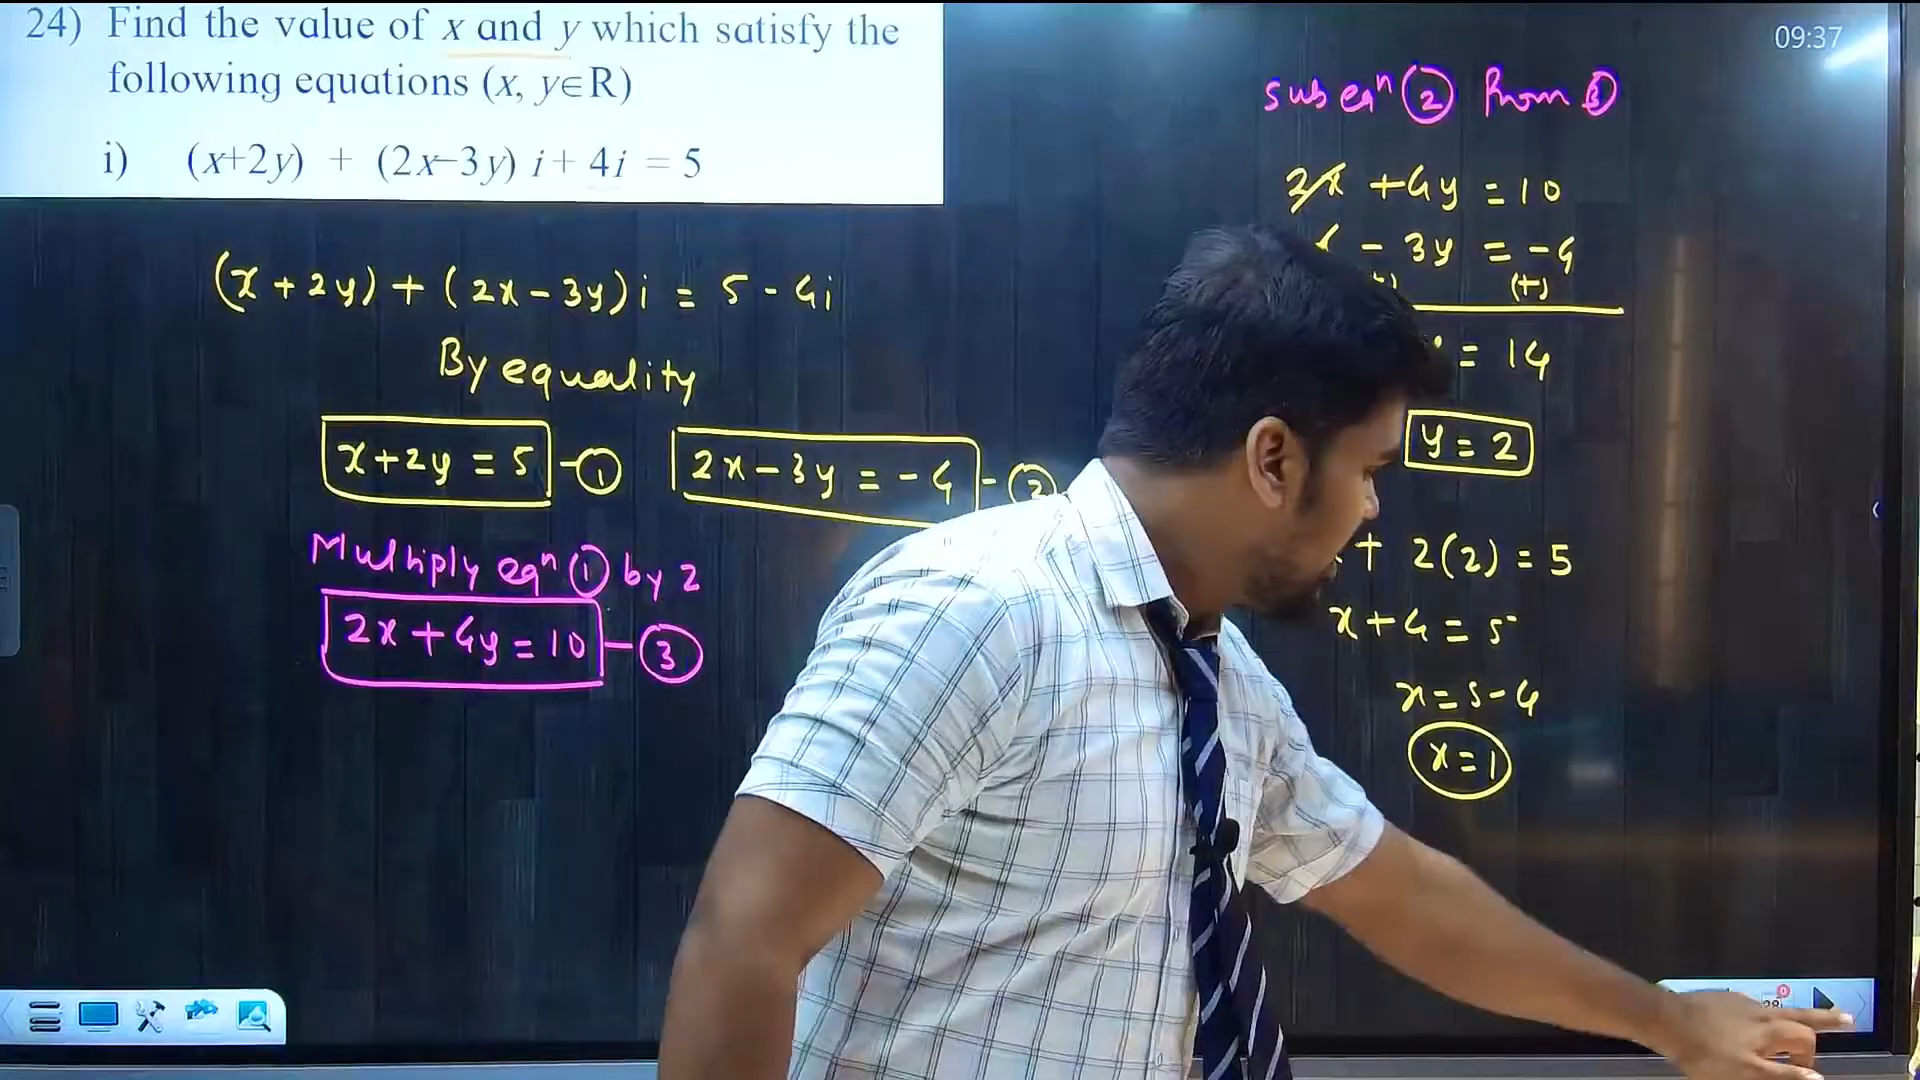 24) Find the value of x and y which satisfy the
following equations (x, y∈R)
i) (x+2y) + (2x–3y) i + 4i = 5
(x+2y) + (2x-3y)i = 5-4i
By equality
x+2y = 5 - ①
2x-3y = -4 - ②
Multiply eqⁿ ① by 2
2x+4y=10 - ③
09:37
sub eqⁿ ② from ③
2x +4y = 10
- 3y = -4
(+)
= 14
y = 2
+ 2(2) = 5
x+4 = 5
x = 5-4
x = 1